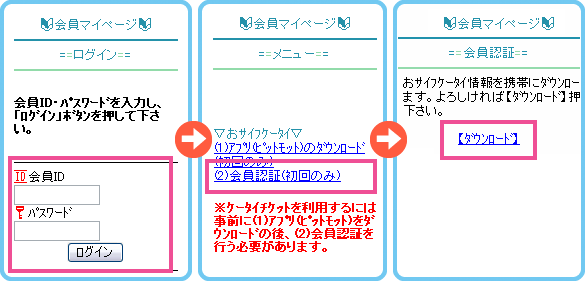 会員マイページ
==ログイン==
会員ID・ﾊﾟｽﾜｰﾄﾞを入力し、
「ﾛｸﾞｲﾝ」ﾎﾞﾀﾝを押して下さ
い。
ID 会員ID
ﾊﾟｽﾜｰﾄﾞ
ログイン
会員マイページ
==メニュー==
▽おサイフケータイ▽
(1)ｱﾌﾟﾘ(ﾋﾟｯﾄﾓｯﾄ)のﾀﾞｳﾝﾛｰﾄﾞ
(初回のみ)
(2)会員認証(初回のみ)
※ｹｰﾀｲﾁｹｯﾄを利用するには
事前に(1)ｱﾌﾟﾘ(ﾋﾟｯﾄﾓｯﾄ)をﾀﾞ
ｳﾝﾛｰﾄﾞの後、(2)会員認証を
行う必要があります。
会員マイページ
==会員認証==
おｻｲﾌｹｰﾀｲ情報を携帯にﾀﾞｳﾝﾛｰ
ます。よろしければ【ﾀﾞｳﾝﾛｰﾄﾞ】押
下さい。
【ﾀﾞｳﾝﾛｰﾄﾞ】